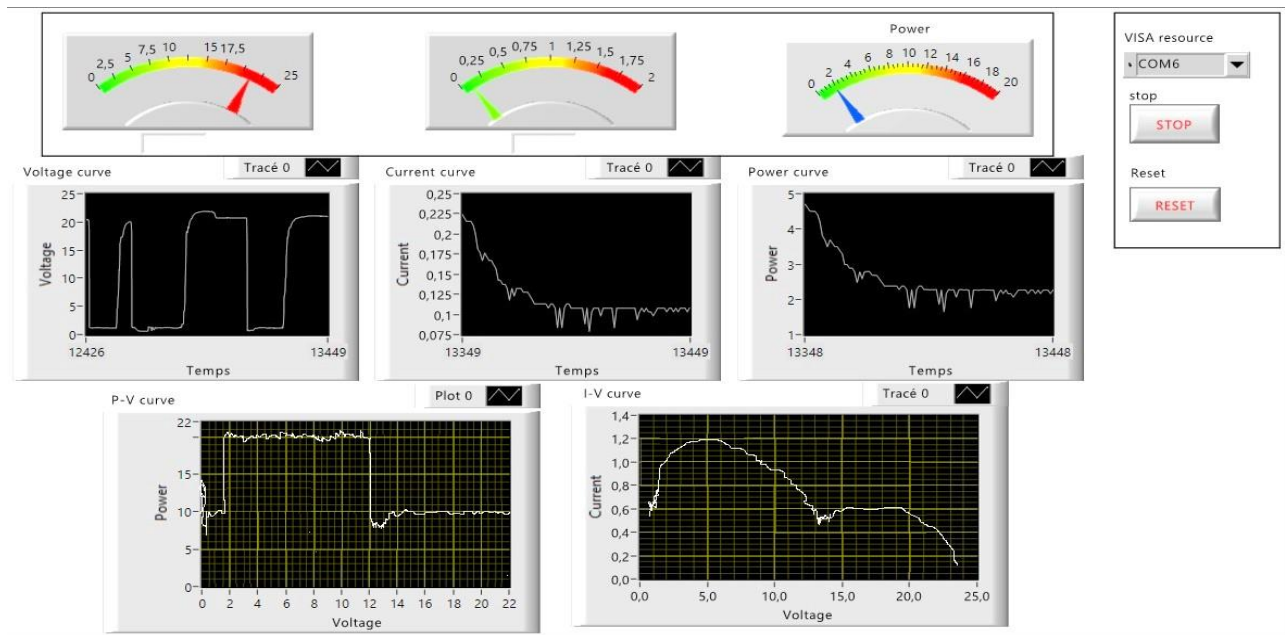 Power
0 2,5 5 7,5 10 15 17,5 25
0 0,25 0,5 0,75 1 1,25 1,5 1,75 2
0 2 4 6 8 10 12 14 16 18 20
VISA resource
COM6
stop
STOP
Reset
RESET
Voltage curve
Tracé 0
25
20
15
10
5
0
Voltage
12426 13449
Temps
Current curve
Tracé 0
0,25
0,225
0,2
0,175
0,15
0,125
0,1
0,075
Current
13349 13449
Temps
Power curve
Tracé 0
5
4
3
2
1
Power
13348 13448
Temps
P-V curve
Plot 0
22
15
10
5
0
Power
0 2 4 6 8 10 12 14 16 18 20 22
Voltage
I-V curve
Tracé 0
1,4
1,2
1,0
0,8
0,6
0,4
0,2
0,0
Current
0,0 5,0 10,0 15,0 20,0 25,0
Voltage